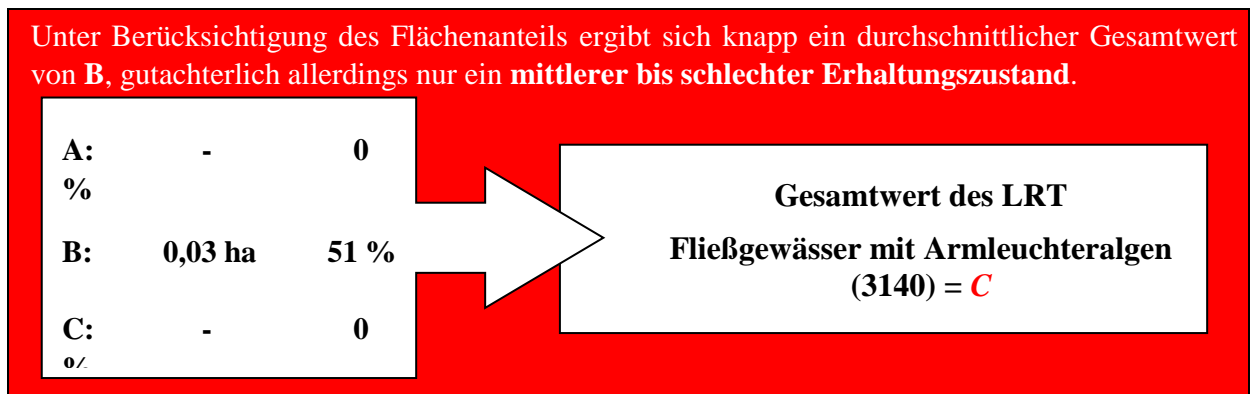 Unter Berücksichtigung des Flächenanteils ergibt sich knapp ein durchschnittlicher Gesamtwert
von B, gutachterlich allerdings nur ein mittlerer bis schlechter Erhaltungszustand.
A: - 0
%
B: 0,03 ha 51 %
C: - 0
%
Gesamtwert des LRT
Fließgewässer mit Armleuchteralgen
(3140) = C